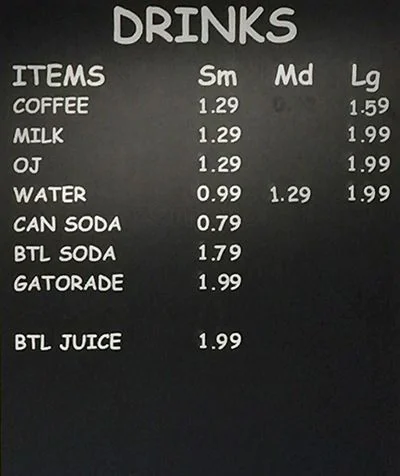 DRINKS
ITEMS Sm Md Lg
COFFEE 1.29 1.59
MILK 1.29 1.99
OJ 1.29 1.99
WATER 0.99 1.29 1.99
CAN SODA 0.79
BTL SODA 1.79
GATORADE 1.99
BTL JUICE 1.99